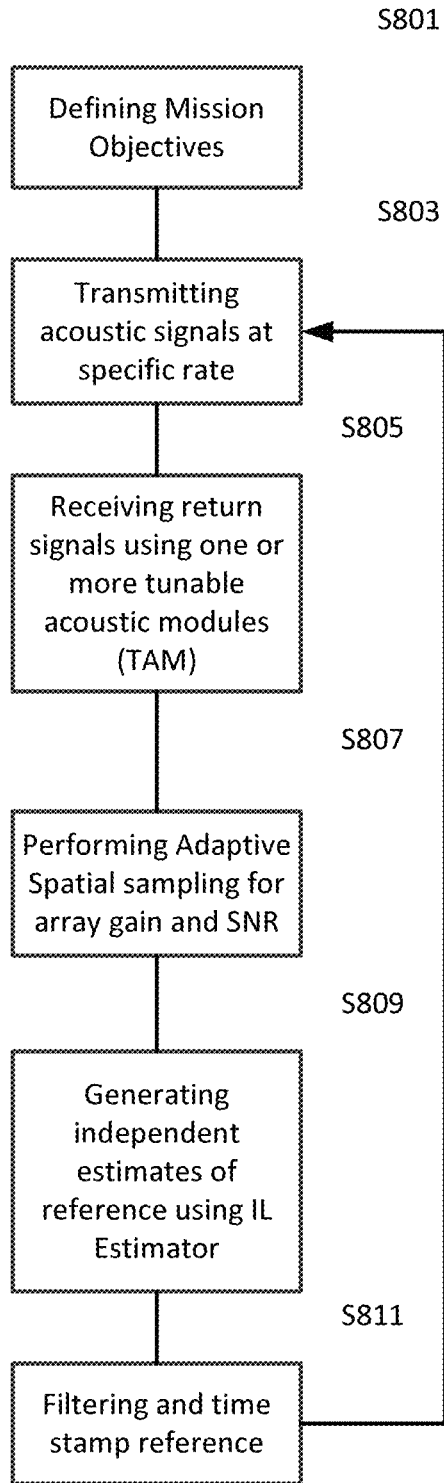 S801
Defining Mission
Objectives
S803
Transmitting
acoustic signals at
specific rate
S805
Receiving return
signals using one or
more tunable
acoustic modules
(TAM)
S807
Performing Adaptive
Spatial sampling for
array gain and SNR
S809
Generating
independent
estimates of
reference using IL
Estimator
S811
Filtering and time
stamp reference